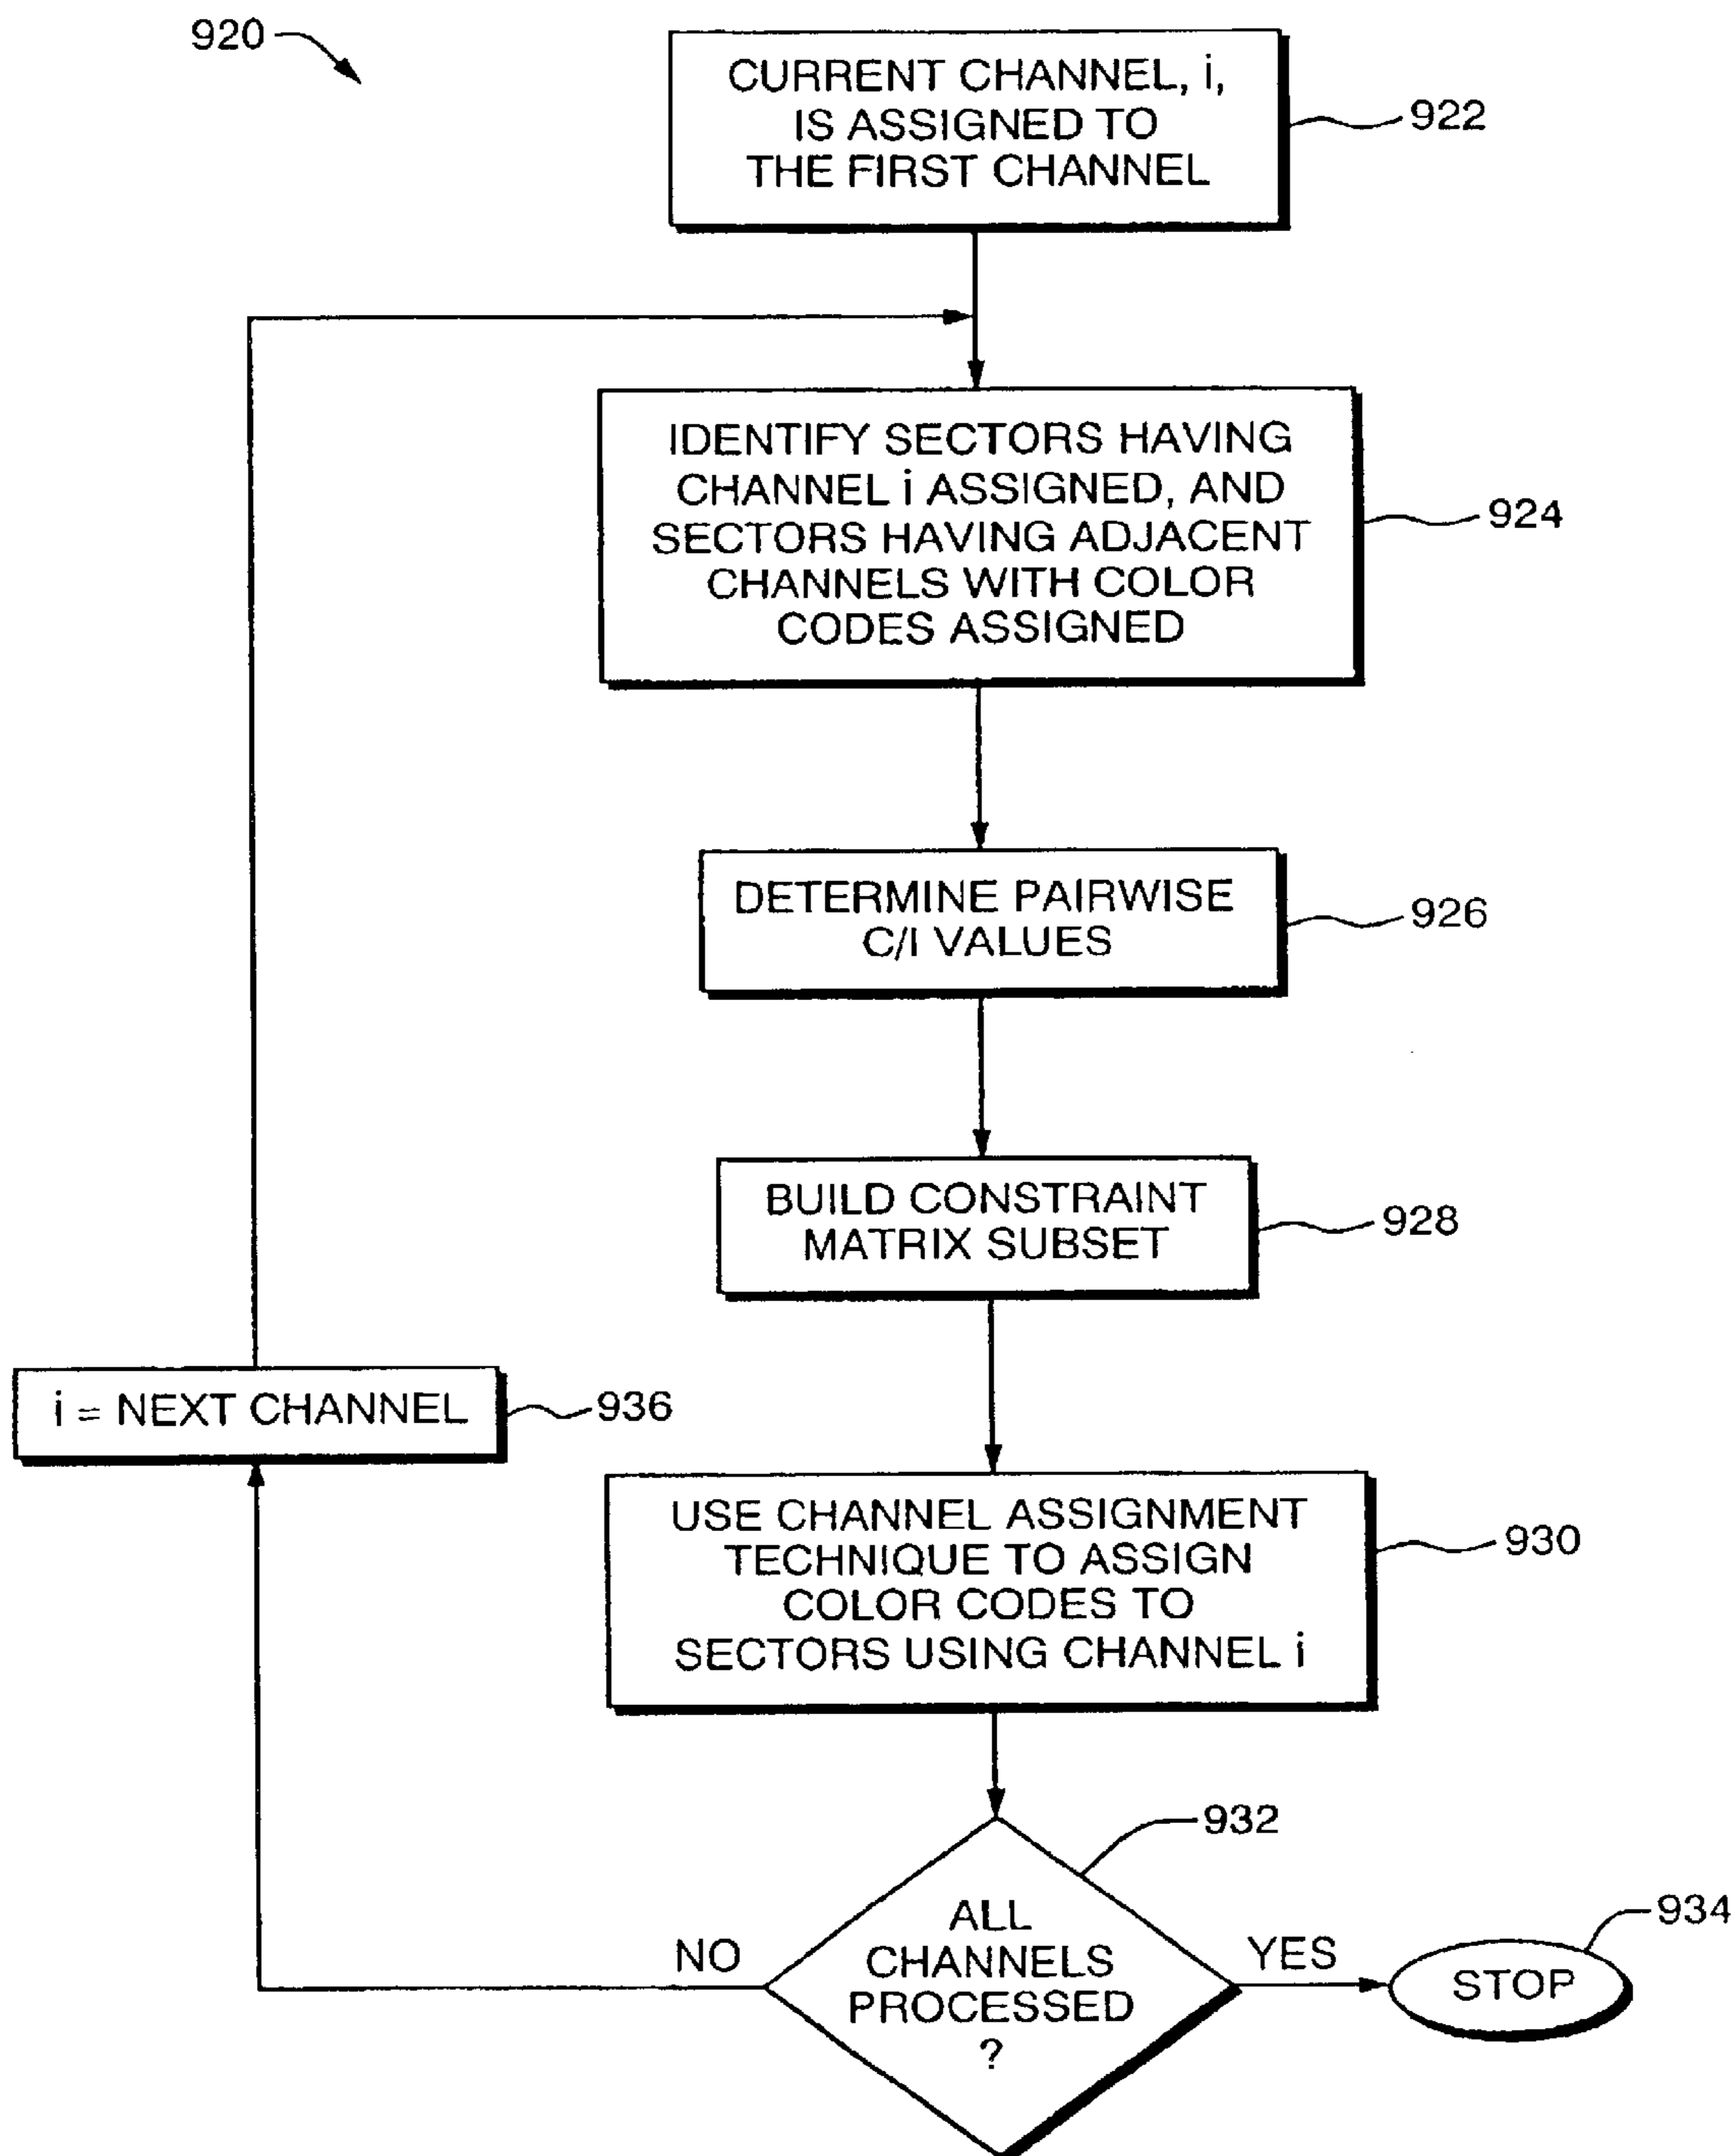 920
CURRENT CHANNEL, i,
IS ASSIGNED TO
THE FIRST CHANNEL
922
IDENTIFY SECTORS HAVING
CHANNEL i ASSIGNED, AND
SECTORS HAVING ADJACENT
CHANNELS WITH COLOR
CODES ASSIGNED
924
DETERMINE PAIRWISE
C/I VALUES
926
BUILD CONSTRAINT
MATRIX SUBSET
928
i = NEXT CHANNEL
936
USE CHANNEL ASSIGNMENT
TECHNIQUE TO ASSIGN
COLOR CODES TO
SECTORS USING CHANNEL i
930
932
ALL
CHANNELS
PROCESSED
?
NO
YES
934
STOP